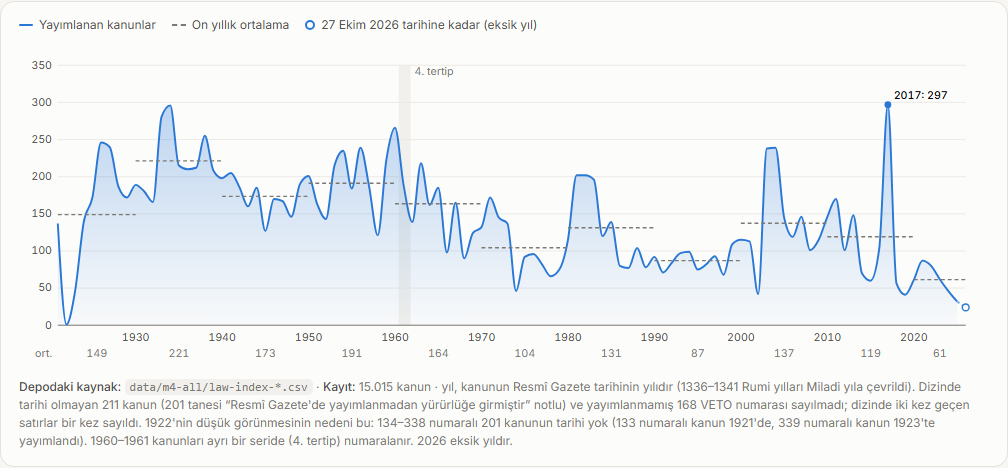 Yayımlanan kanunlar On yıllık ortalama 27 Ekim 2026 tarihine kadar (eksik yıl)
350
4. tertip
300
2017: 297
250
200
150
100
50
0
1930 1940 1950 1960 1970 1980 1990 2000 2010 2020
ort. 149 221 173 191 164 104 131 87 137 119 61
Depodaki kaynak: data/m4-all/law-index-*.csv · Kayıt: 15.015 kanun · yıl, kanunun Resmî Gazete tarihinin yılıdır (1336–1341 Rumi yılları Miladi yıla çevrildi). Dizinde
tarihi olmayan 211 kanun (201 tanesi “Resmî Gazete'de yayımlanmadan yürürlüğe girmiştir” notlu) ve yayımlanmamış 168 VETO numarası sayılmadı; dizinde iki kez geçen
satırlar bir kez sayıldı. 1922'nin düşük görünmesinin nedeni bu: 134–338 numaralı 201 kanunun tarihi yok (133 numaralı kanun 1921'de, 339 numaralı kanun 1923'te
yayımlandı). 1960–1961 kanunları ayrı bir seride (4. tertip) numaralanır. 2026 eksik yıldır.